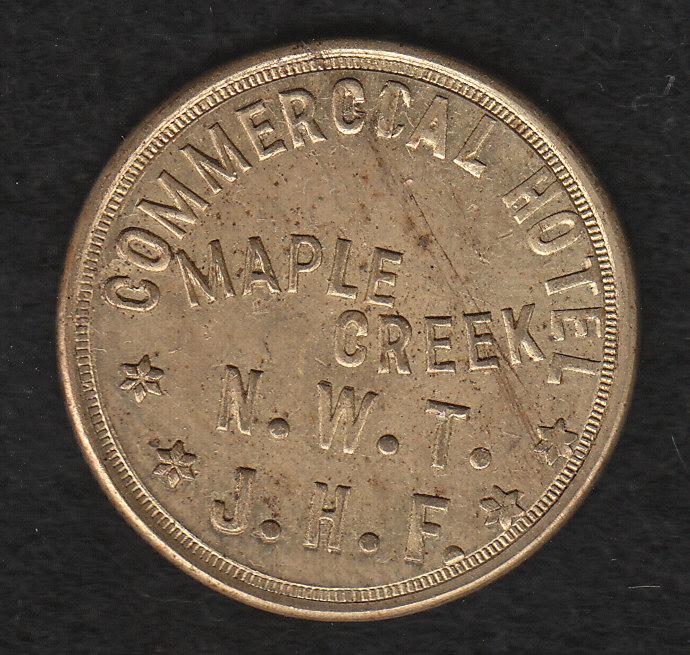 COMMERCCAL HOTEL
MAPLE
CREEK
N.W.T.
J.H.F.